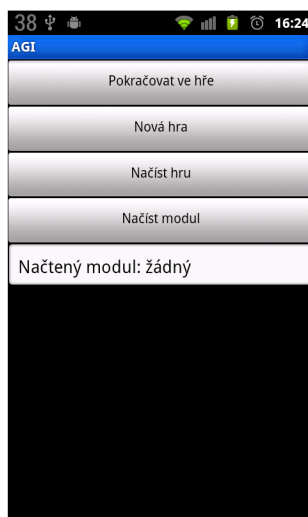 38 16:24
AGI
Pokračovat ve hře
Nová hra
Načíst hru
Načíst modul
Načtený modul: žádný